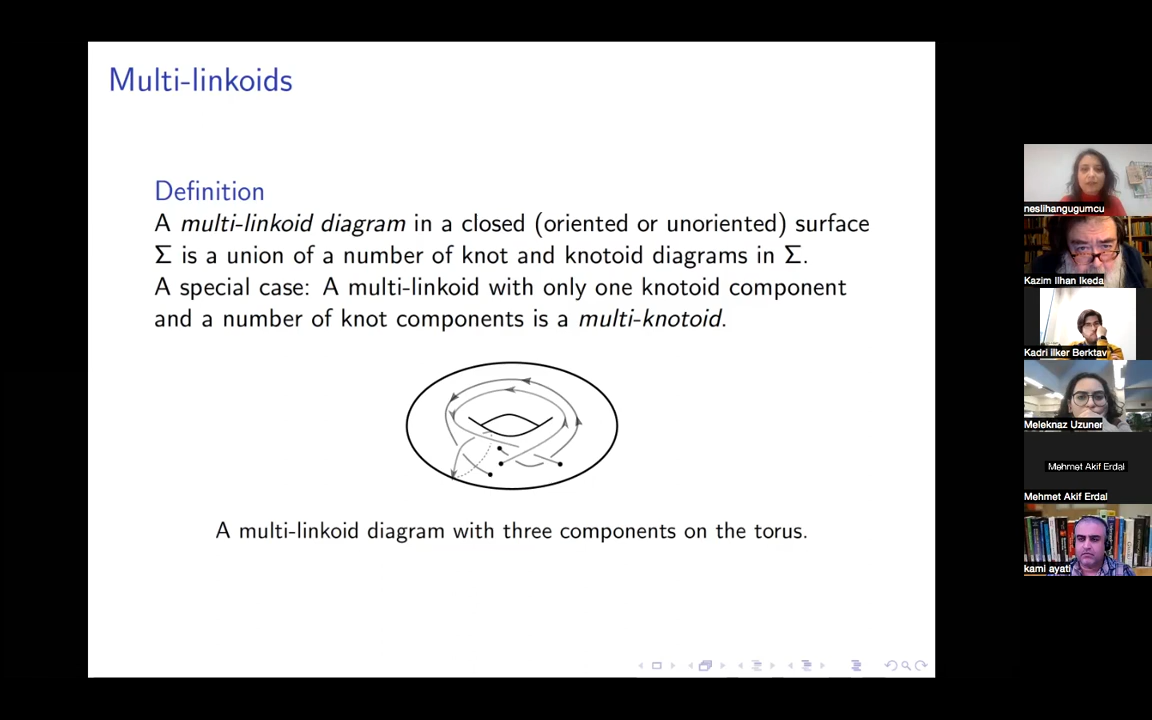 Multi-linkoids
Definition
A multi-linkoid diagram in a closed (oriented or unoriented) surface
Σ is a union of a number of knot and knotoid diagrams in Σ.
A special case: A multi-linkoid with only one knotoid component
and a number of knot components is a multi-knotoid.
A multi-linkoid diagram with three components on the torus.
neslihangugumcu
Kazim Ilhan Ikeda
Kadri ilker Berktav
Meleknaz Uzuner
Mehmet Akif Erdal
Mehmet Akif Erdal
kami ayati